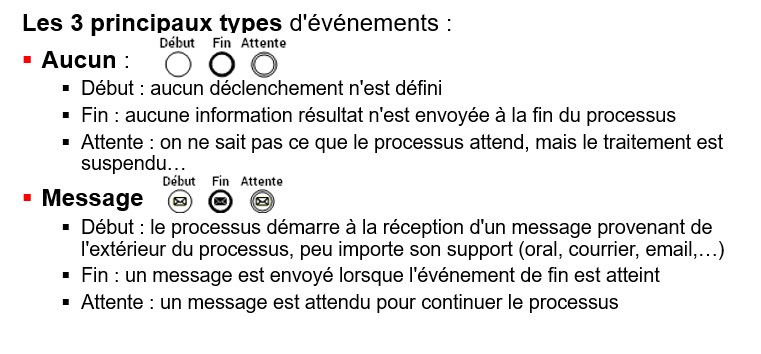 Les 3 principaux types d'événements :
Début Fin Attente
▪ Aucun :
▪ Début : aucun déclenchement n'est défini
▪ Fin : aucune information résultat n'est envoyée à la fin du processus
▪ Attente : on ne sait pas ce que le processus attend, mais le traitement est
suspendu…
Début Fin Attente
▪ Message
▪ Début : le processus démarre à la réception d'un message provenant de
l'extérieur du processus, peu importe son support (oral, courrier, email,…)
▪ Fin : un message est envoyé lorsque l'événement de fin est atteint
▪ Attente : un message est attendu pour continuer le processus